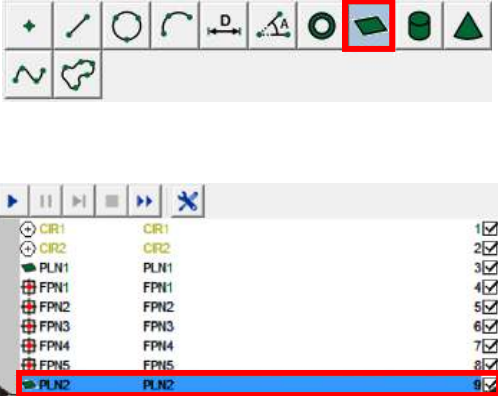 D
A
CIR1 CIR1 1
CIR2 CIR2 2
PLN1 PLN1 3
FPN1 FPN1 4
FPN2 FPN2 5
FPN3 FPN3 6
FPN4 FPN4 7
FPN5 FPN5 8
PLN2 PLN2 9